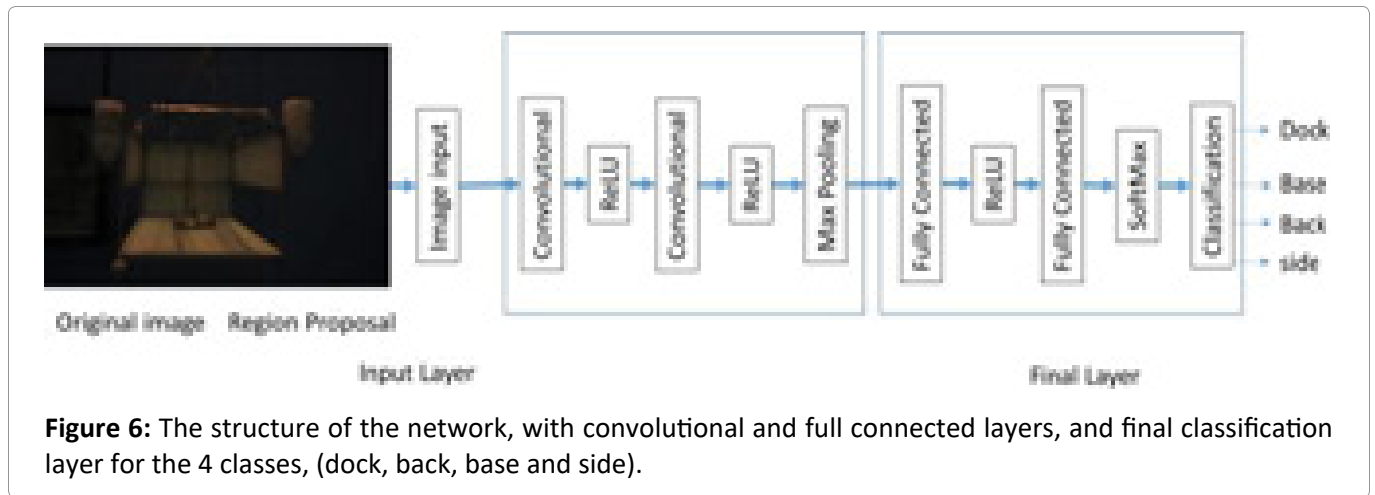 Image input
Convolutional
ReLU
Convolutional
ReLU
Max Pooling
Fully Connected
ReLU
Fully Connected
SoftMax
Classification
Dock
Base
Back
side
Original image Region Proposal
Input Layer
Final Layer
Figure 6: The structure of the network, with convolutional and full connected layers, and final classification
layer for the 4 classes, (dock, back, base and side).